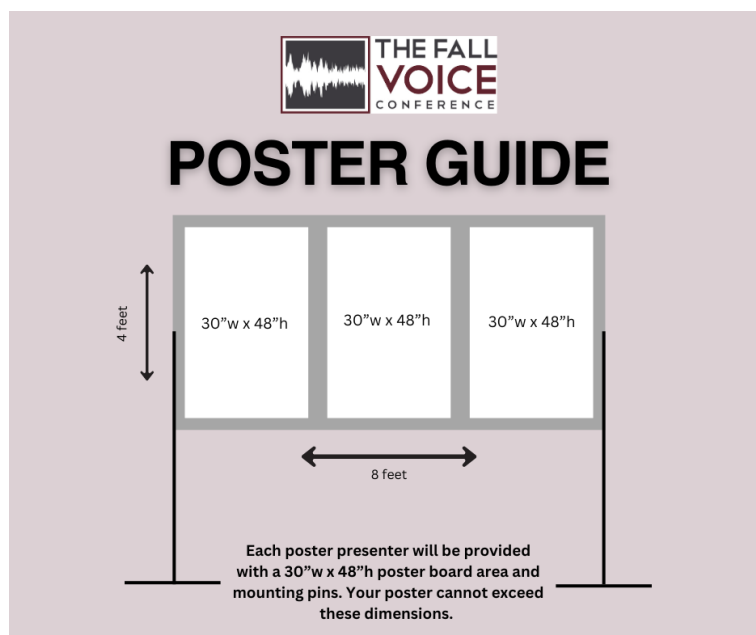 THE FALL
VOICE
CONFERENCE
POSTER GUIDE
4 feet
30”w x 48”h
30”w x 48”h
30”w x 48”h
8 feet
Each poster presenter will be provided
with a 30”w x 48”h poster board area and
mounting pins. Your poster cannot exceed
these dimensions.